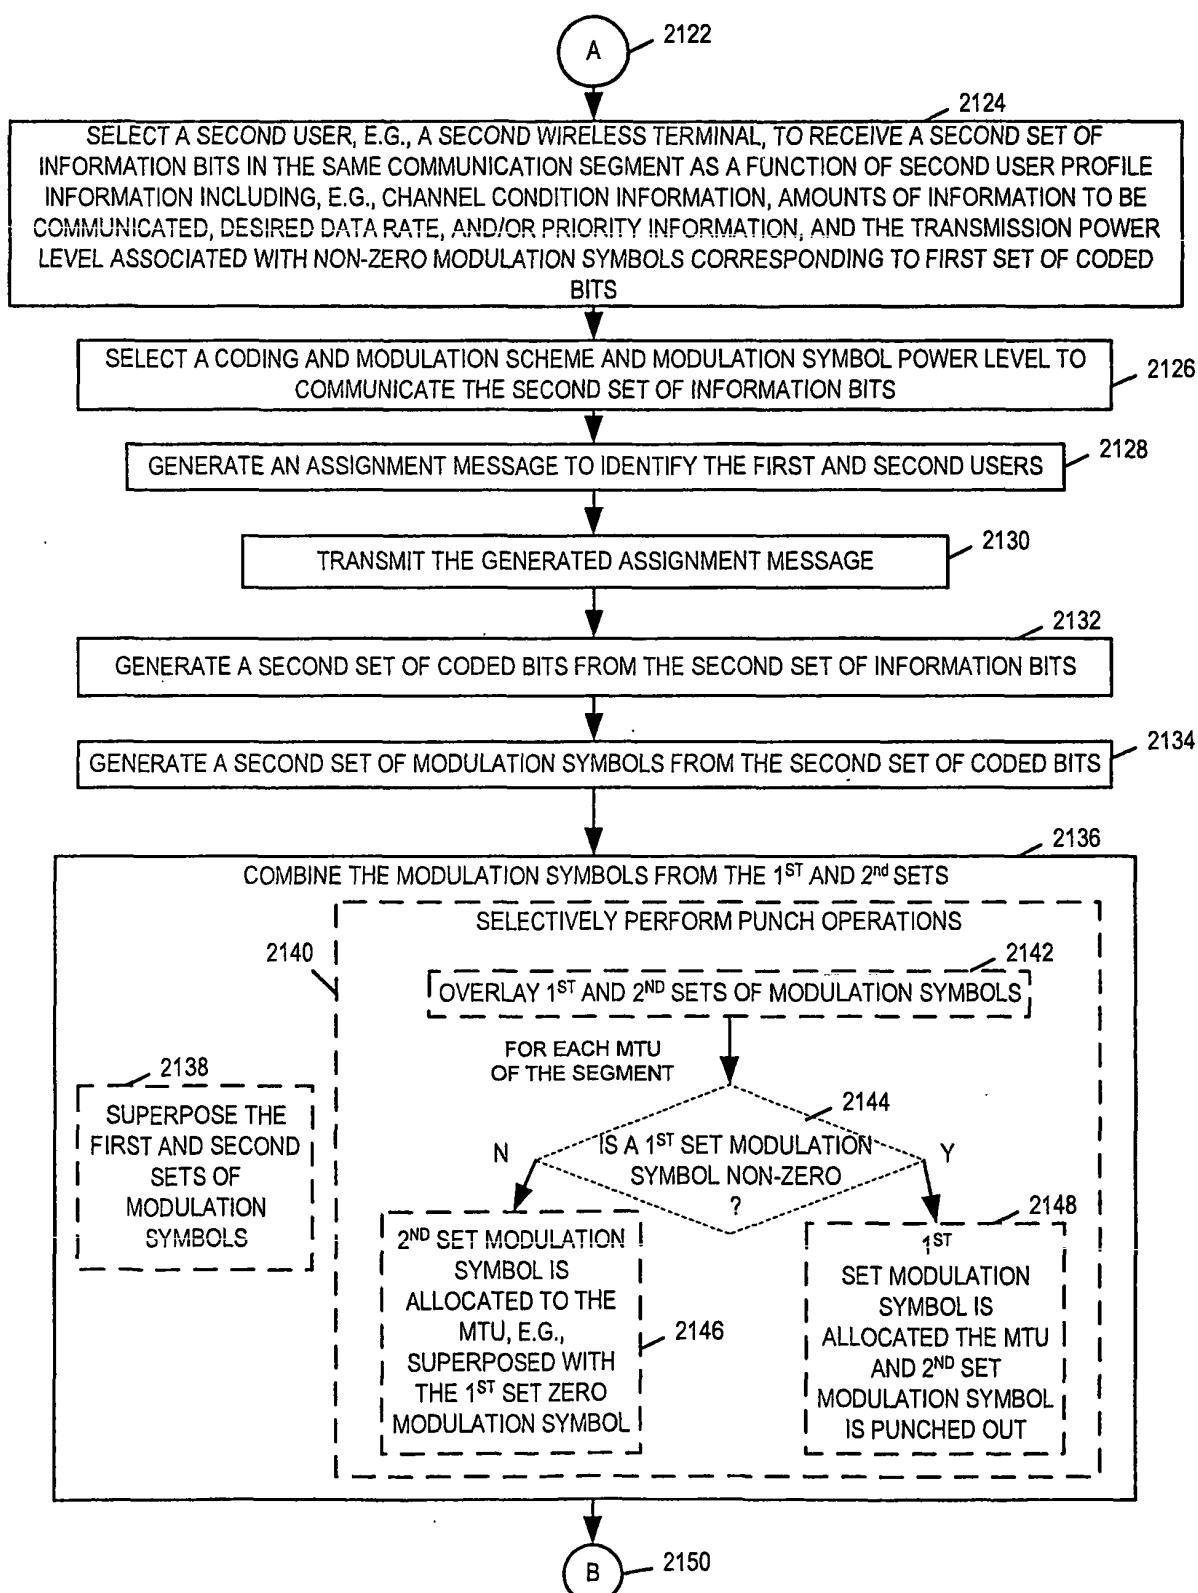 A
2122
2124
SELECT A SECOND USER, E.G., A SECOND WIRELESS TERMINAL, TO RECEIVE A SECOND SET OF
INFORMATION BITS IN THE SAME COMMUNICATION SEGMENT AS A FUNCTION OF SECOND USER PROFILE
INFORMATION INCLUDING, E.G., CHANNEL CONDITION INFORMATION, AMOUNTS OF INFORMATION TO BE
COMMUNICATED, DESIRED DATA RATE, AND/OR PRIORITY INFORMATION, AND THE TRANSMISSION POWER
LEVEL ASSOCIATED WITH NON-ZERO MODULATION SYMBOLS CORRESPONDING TO FIRST SET OF CODED
BITS
SELECT A CODING AND MODULATION SCHEME AND MODULATION SYMBOL POWER LEVEL TO
COMMUNICATE THE SECOND SET OF INFORMATION BITS
2126
GENERATE AN ASSIGNMENT MESSAGE TO IDENTIFY THE FIRST AND SECOND USERS
2128
TRANSMIT THE GENERATED ASSIGNMENT MESSAGE
2130
2132
GENERATE A SECOND SET OF CODED BITS FROM THE SECOND SET OF INFORMATION BITS
2134
GENERATE A SECOND SET OF MODULATION SYMBOLS FROM THE SECOND SET OF CODED BITS
2136
COMBINE THE MODULATION SYMBOLS FROM THE 1ST AND 2nd SETS
SELECTIVELY PERFORM PUNCH OPERATIONS
2140
2142
OVERLAY 1ST AND 2ND SETS OF MODULATION SYMBOLS
FOR EACH MTU
OF THE SEGMENT
2138
SUPERPOSE THE
FIRST AND SECOND
SETS OF
MODULATION
SYMBOLS
2144
IS A 1ST SET MODULATION
SYMBOL NON-ZERO
?
N
Y
2ND SET MODULATION
SYMBOL IS
ALLOCATED TO THE
MTU, E.G.,
SUPERPOSED WITH
THE 1ST SET ZERO
MODULATION SYMBOL
2146
2148
1ST
SET MODULATION
SYMBOL IS
ALLOCATED THE MTU
AND 2ND SET
MODULATION SYMBOL
IS PUNCHED OUT
B
2150